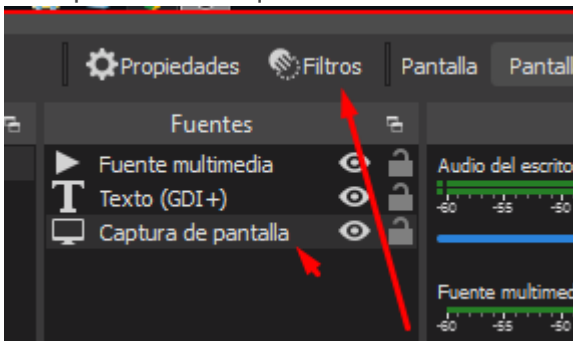 Propiedades Filtros Pantalla Pantall
Fuentes
Fuente multimedia
Audio del escrito
T Texto (GDI+)
-60 -55 -50
Captura de pantalla
Fuente multimed
-60 -55 -50